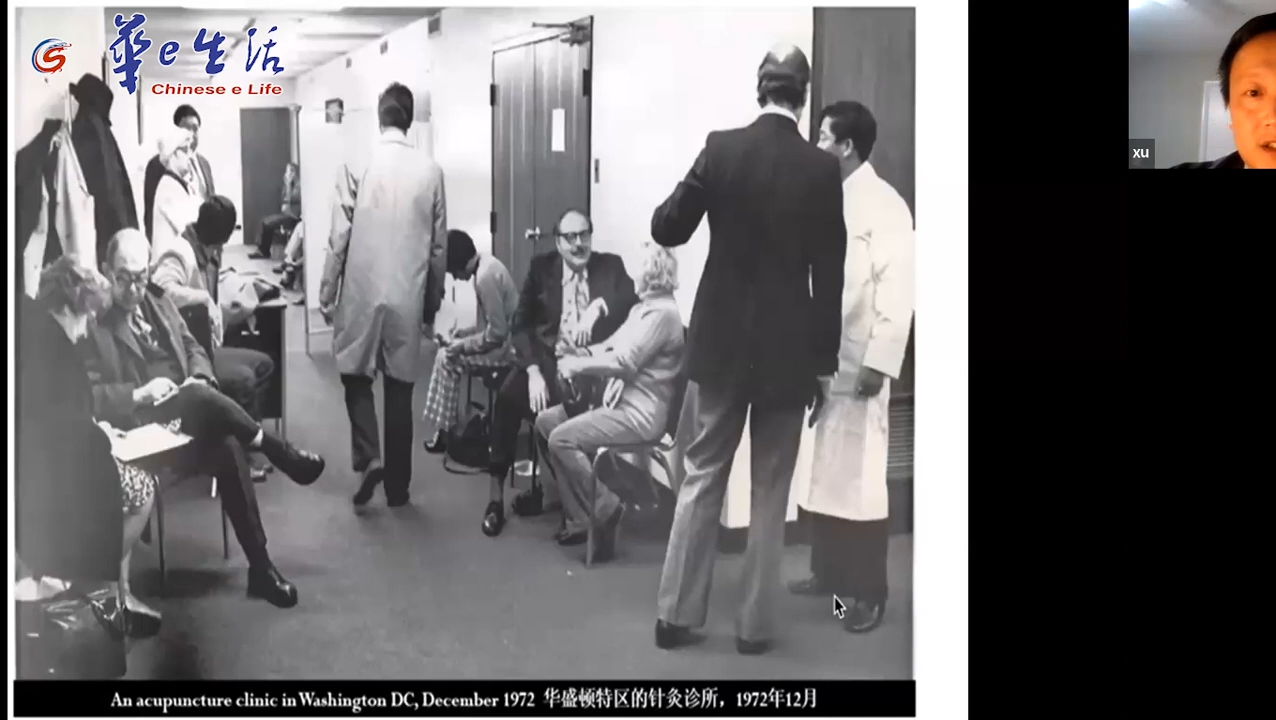 華e生活
Chinese e Life
xu
An acupuncture clinic in Washington DC, December 1972 华盛顿特区的针灸诊所，1972年12月